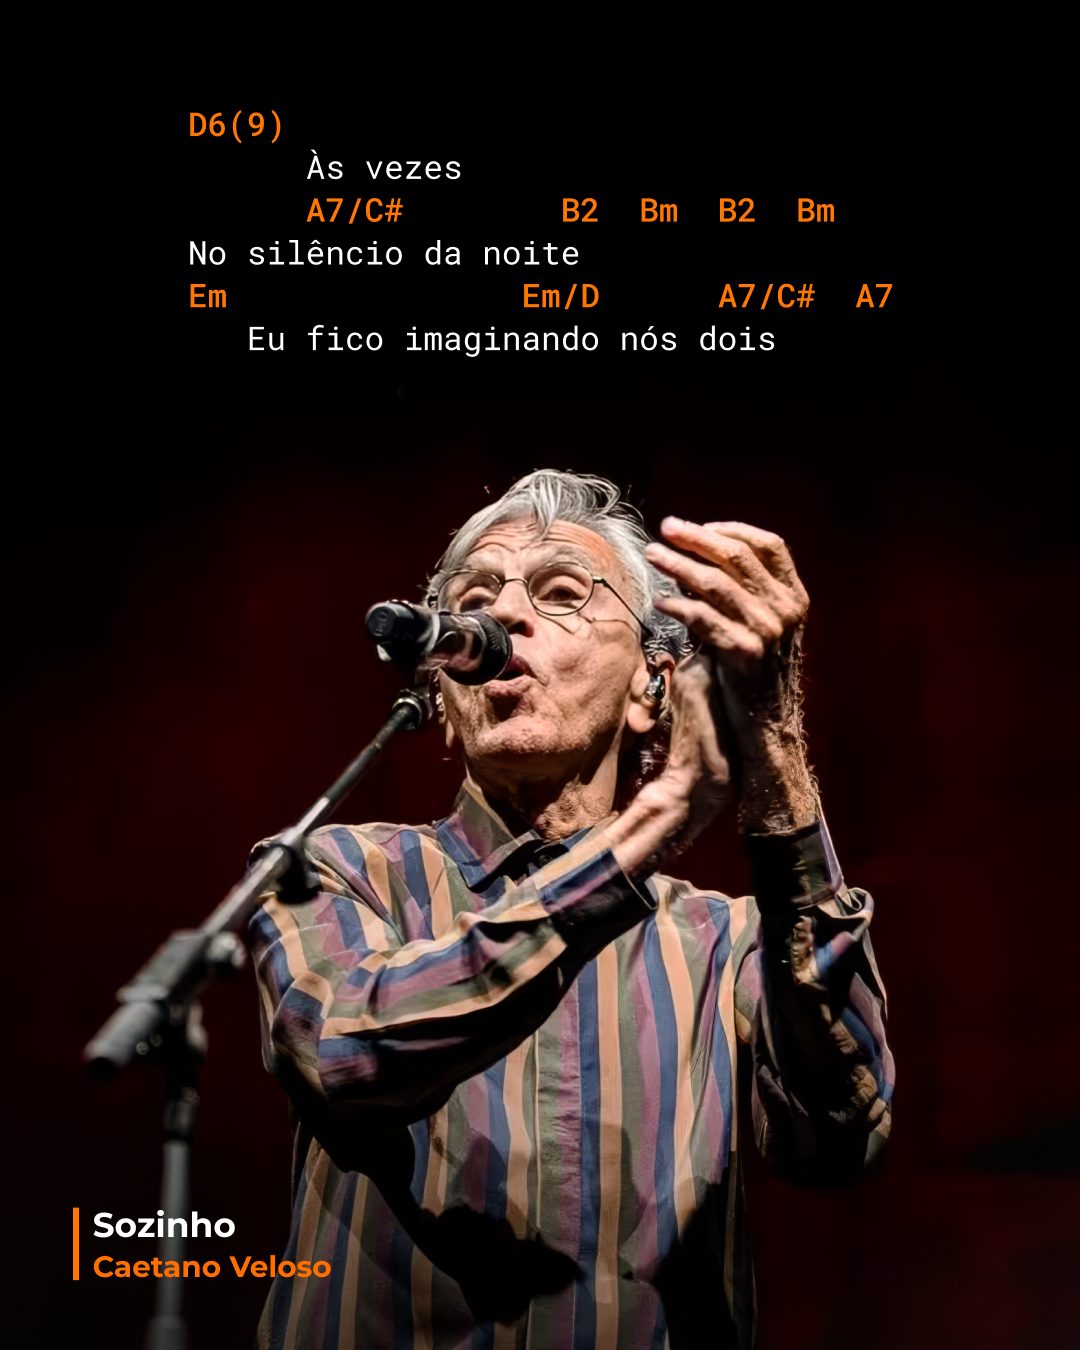 D6(9)
Às vezes
A7/C# B2 Bm B2 Bm
No silêncio da noite
Em Em/D A7/C# A7
Eu fico imaginando nós dois
Sozinho
Caetano Veloso